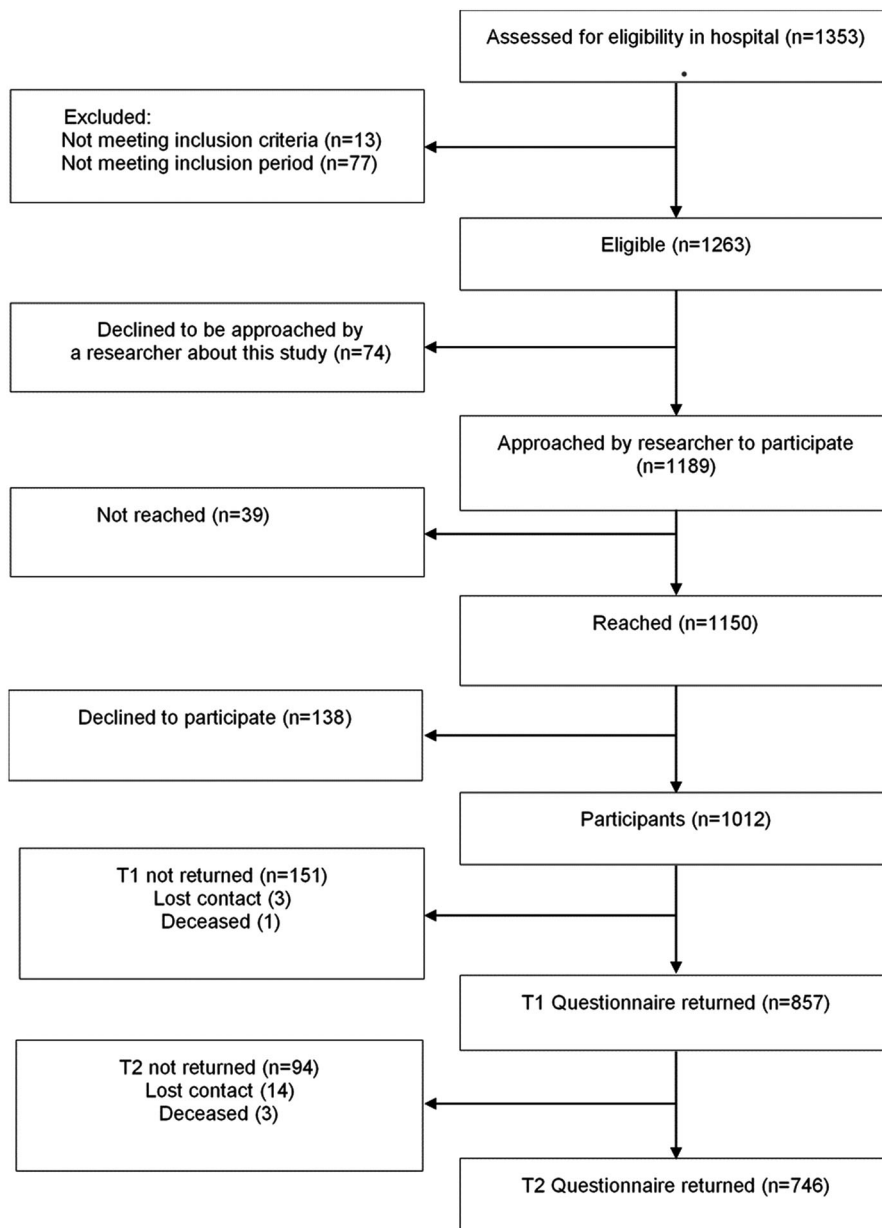 Assessed for eligibility in hospital (n=1353)
Excluded:
Not meeting inclusion criteria (n=13)
Not meeting inclusion period (n=77)
Eligible (n=1263)
Declined to be approached by
a researcher about this study (n=74)
Approached by researcher to participate
(n=1189)
Not reached (n=39)
Reached (n=1150)
Declined to participate (n=138)
Participants (n=1012)
T1 not returned (n=151)
Lost contact (3)
Deceased (1)
T1 Questionnaire returned (n=857)
T2 not returned (n=94)
Lost contact (14)
Deceased (3)
T2 Questionnaire returned (n=746)